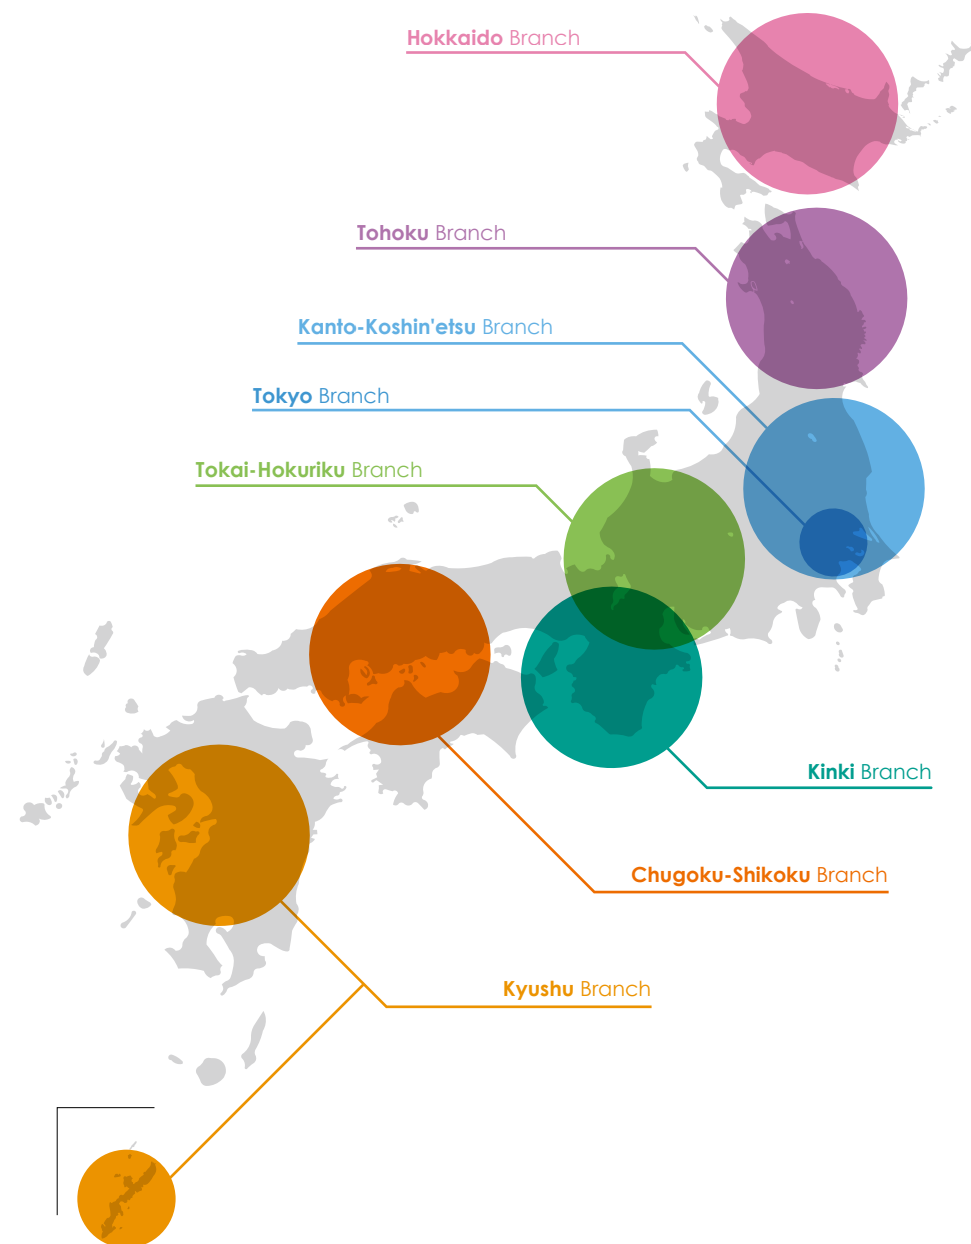 Hokkaido Branch
Tohoku Branch
Kanto-Koshin'etsu Branch
Tokyo Branch
Tokai-Hokuriku Branch
Kinki Branch
Chugoku-Shikoku Branch
Kyushu Branch